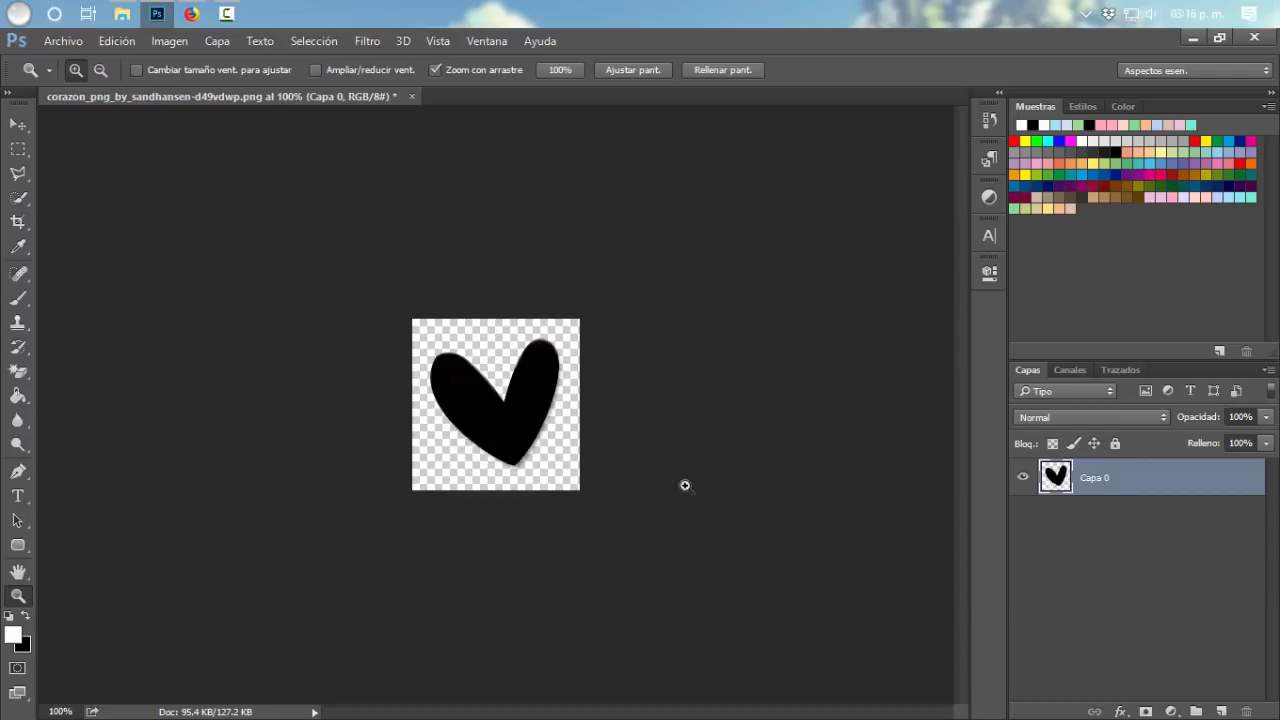 03:16 p. m.
Ps Archivo Edición Imagen Capa Texto Selección Filtro 3D Vista Ventana Ayuda
Cambiar tamaño vent. para ajustar Ampliar/reducir vent. Zoom con arrastre 100% Ajustar pant. Rellenar pant. Aspectos esen.
corazon_png_by_sandhansen-d49vdwp.png al 100% (Capa 0, RGB/8#) *
Muestras Estilos Color
Capas Canales Trazados
Tipo
Normal Opacidad: 100%
Bloq.: Relleno: 100%
Capa 0
100% Doc: 95.4 KB/127.2 KB